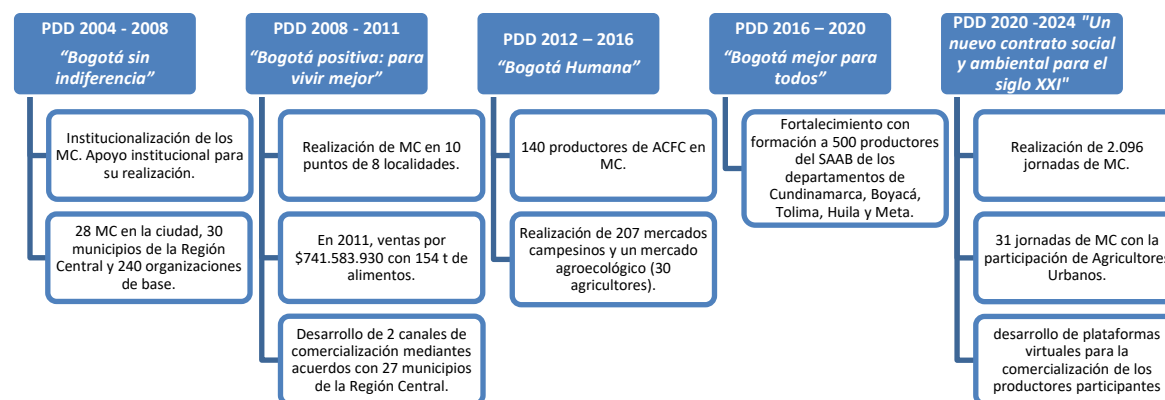 PDD 2004 - 2008
“Bogotá sin
indiferencia”
Institucionalización de los
MC. Apoyo institucional para
su realización.
28 MC en la ciudad, 30
municipios de la Región
Central y 240 organizaciones
de base.
PDD 2008 - 2011
“Bogotá positiva: para
vivir mejor”
Realización de MC en 10
puntos de 8 localidades.
En 2011, ventas por
$741.583.930 con 154 t de
alimentos.
Desarrollo de 2 canales de
comercialización mediantes
acuerdos con 27 municipios
de la Región Central.
PDD 2012 – 2016
“Bogotá Humana”
140 productores de ACFC en
MC.
Realización de 207 mercados
campesinos y un mercado
agroecológico (30
agricultores).
PDD 2016 – 2020
“Bogotá mejor para
todos”
Fortalecimiento con
formación a 500 productores
del SAAB de los
departamentos de
Cundinamarca, Boyacá,
Tolima, Huila y Meta.
PDD 2020 -2024 "Un
nuevo contrato social
y ambiental para el
siglo XXI"
Realización de 2.096
jornadas de MC.
31 jornadas de MC con la
participación de Agricultores
Urbanos.
desarrollo de plataformas
virtuales para la
comercialización de los
productores participantes